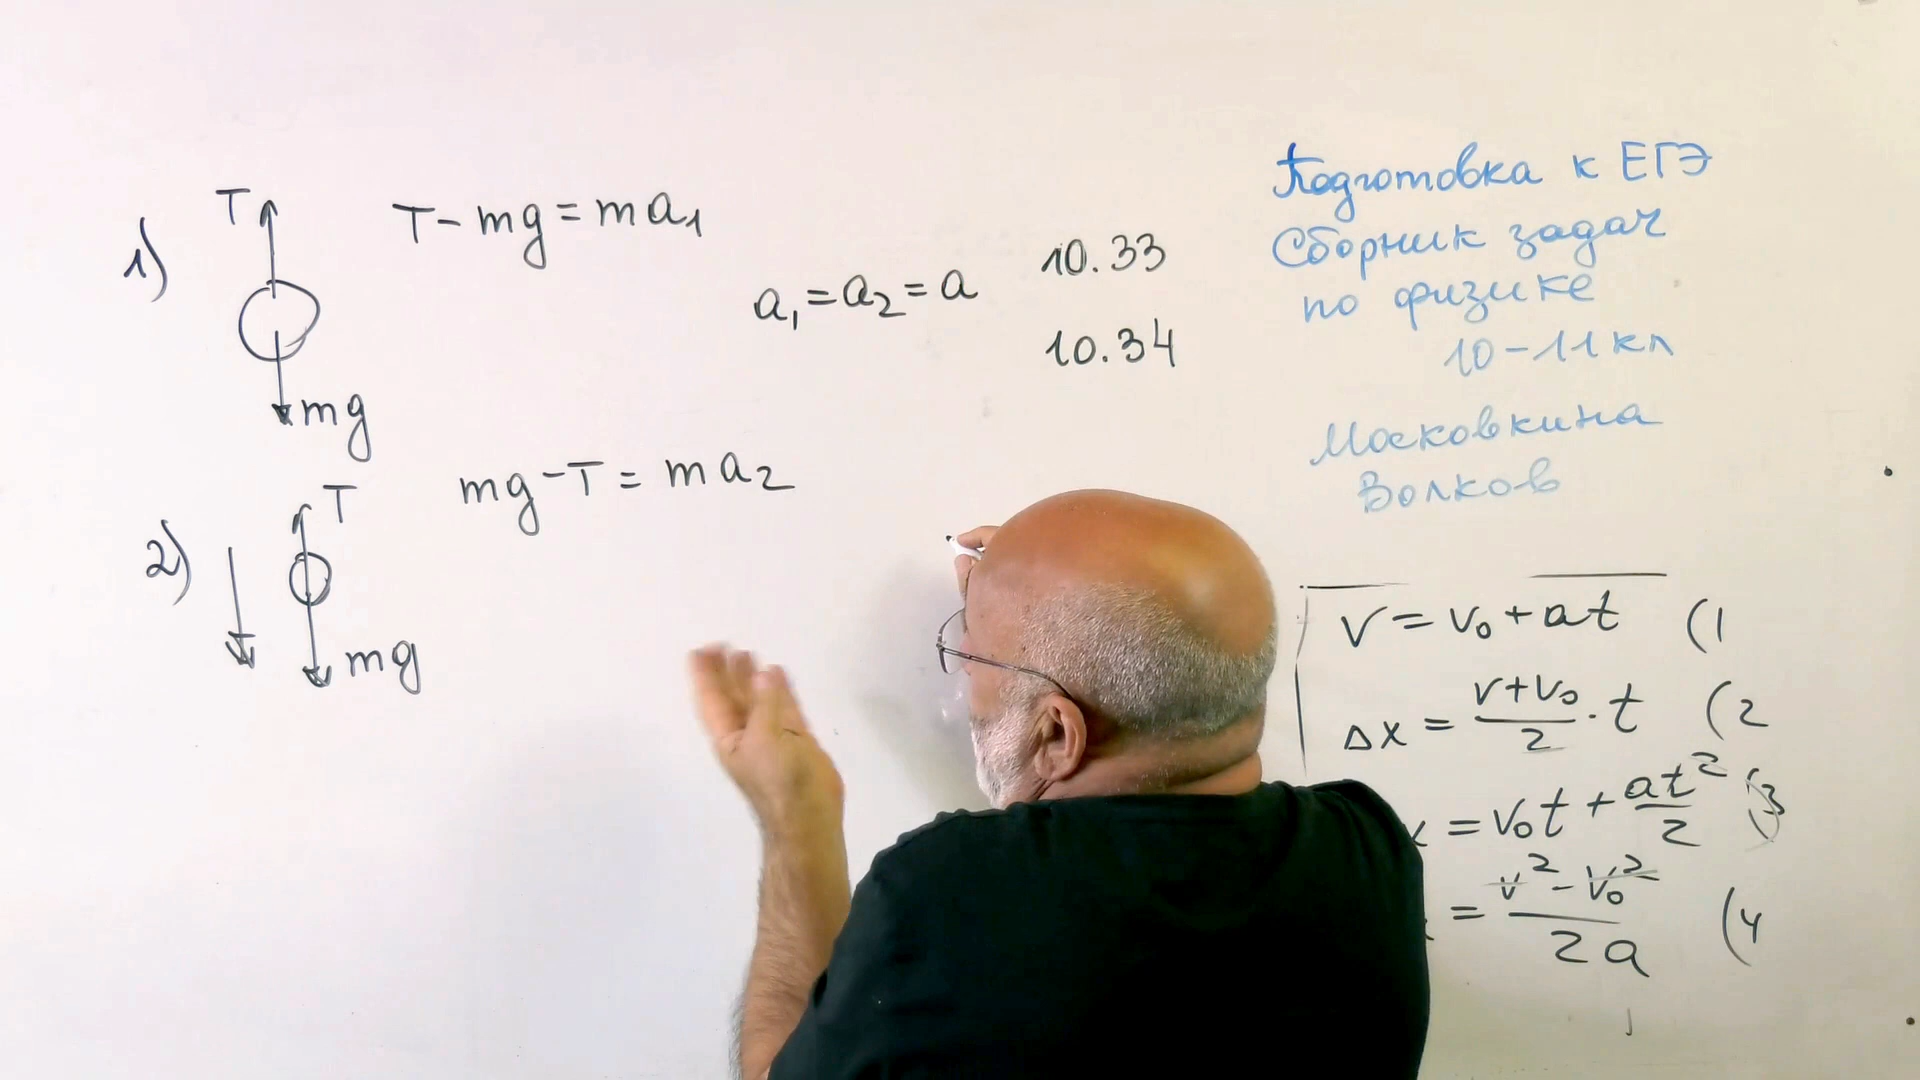 1)
T
T - mg = ma₁
mg
a₁ = a₂ = a
10.33
10.34
2)
T
mg - T = ma₂
mg
Подготовка к ЕГЭ
Сборник задач
по физике
10-11 кл
Московкина
Волков
v = v₀ + at (1
Δx = (v+v₀)/2 · t (2
= v₀t + at²/2 (3
= (v² - v₀²)/2a (4